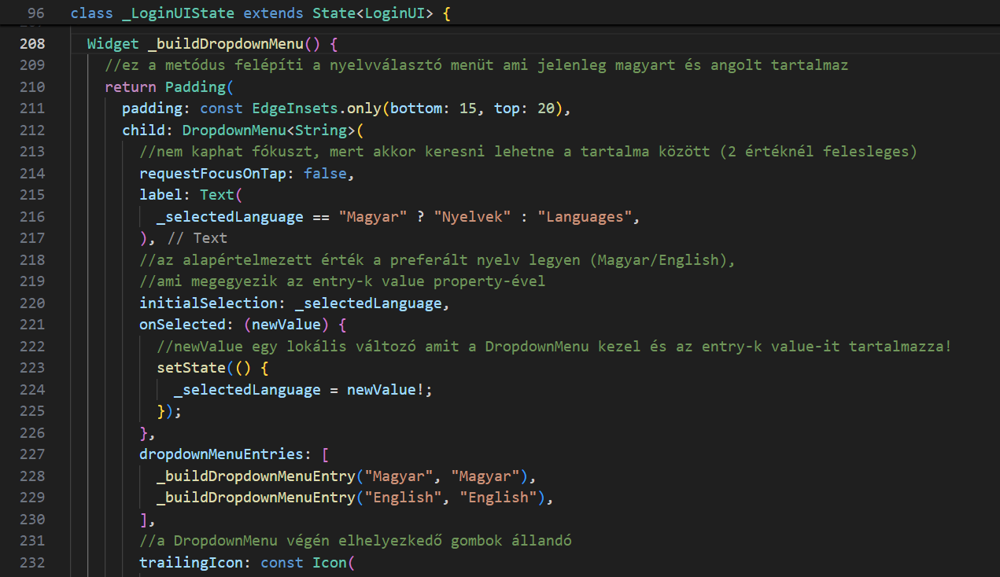 96 class _LoginUIState extends State<LoginUI> {
208 Widget _buildDropdownMenu() {
209 //ez a metódus felépíti a nyelvválasztó menüt ami jelenleg magyart és angolt tartalmaz
210 return Padding(
211 padding: const EdgeInsets.only(bottom: 15, top: 20),
212 child: DropdownMenu<String>(
213 //nem kaphat fókuszt, mert akkor keresni lehetne a tartalma között (2 értéknél felesleges)
214 requestFocusOnTap: false,
215 label: Text(
216 _selectedLanguage == "Magyar" ? "Nyelvek" : "Languages",
217 ), // Text
218 //az alapértelmezett érték a preferált nyelv legyen (Magyar/English),
219 //ami megegyezik az entry-k value property-ével
220 initialSelection: _selectedLanguage,
221 onSelected: (newValue) {
222 //newValue egy lokális változó amit a DropdownMenu kezel és az entry-k value-it tartalmazza!
223 setState(() {
224 _selectedLanguage = newValue!;
225 });
226 },
227 dropdownMenuEntries: [
228 _buildDropdownMenuEntry("Magyar", "Magyar"),
229 _buildDropdownMenuEntry("English", "English"),
230 ],
231 //a DropdownMenu végén elhelyezkedő gombok állandó
232 trailingIcon: const Icon(